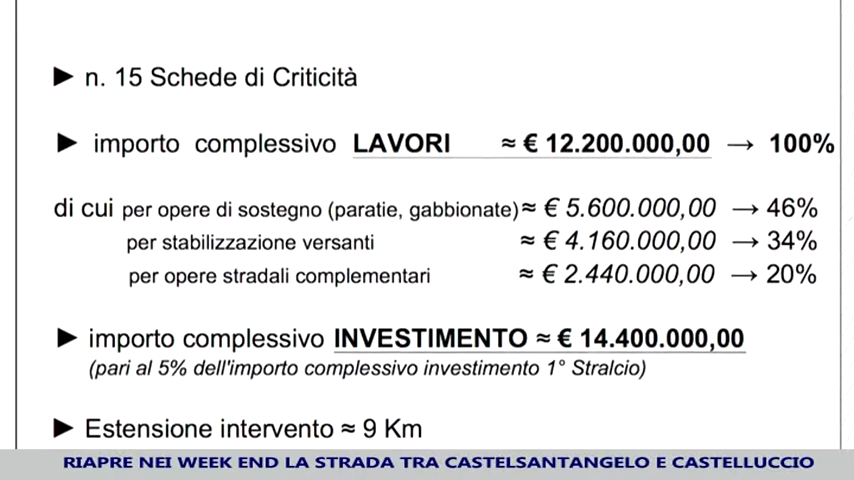 ► n. 15 Schede di Criticità
► importo complessivo LAVORI ≈ € 12.200.000,00 → 100%
di cui per opere di sostegno (paratie, gabbionate) ≈ € 5.600.000,00 → 46%
per stabilizzazione versanti ≈ € 4.160.000,00 → 34%
per opere stradali complementari ≈ € 2.440.000,00 → 20%
► importo complessivo INVESTIMENTO ≈ € 14.400.000,00
(pari al 5% dell'importo complessivo investimento 1° Stralcio)
► Estensione intervento ≈ 9 Km
RIAPRE NEI WEEK END LA STRADA TRA CASTELSANTANGELO E CASTELLUCCIO